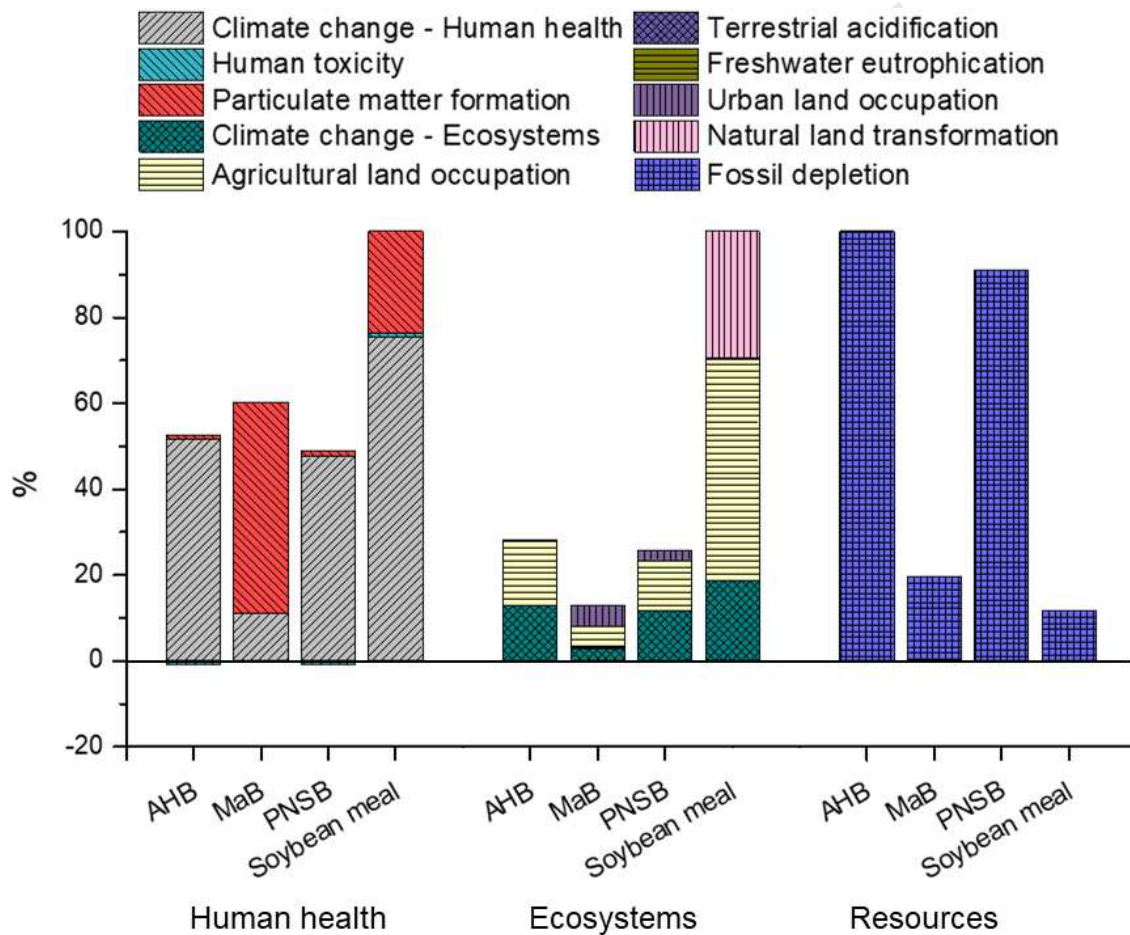 Climate change - Human health
Human toxicity
Particulate matter formation
Climate change - Ecosystems
Agricultural land occupation
Terrestrial acidification
Freshwater eutrophication
Urban land occupation
Natural land transformation
Fossil depletion
%
100
80
60
40
20
0
-20
AHB
MaB
PNSB
Soybean meal
AHB
MaB
PNSB
Soybean meal
AHB
MaB
PNSB
Soybean meal
Human health
Ecosystems
Resources